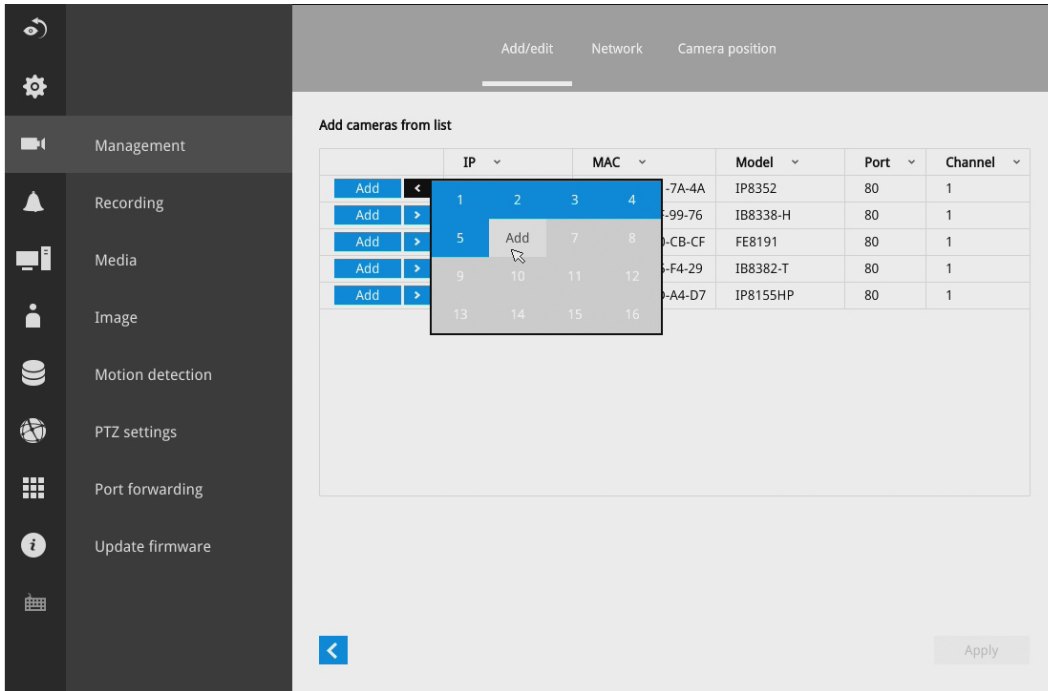 Add/edit Network Camera position
Add cameras from list
Management
Recording
Media
Image
Motion detection
PTZ settings
Port forwarding
Update firmware
IP MAC Model Port Channel
Add -7A-4A IP8352 80 1
Add -99-76 IB8338-H 80 1
Add -CB-CF FE8191 80 1
Add -F4-29 IB8382-T 80 1
Add -A4-D7 IP8155HP 80 1
1 2 3 4
5 Add 7 8
9 10 11 12
13 14 15 16
Apply